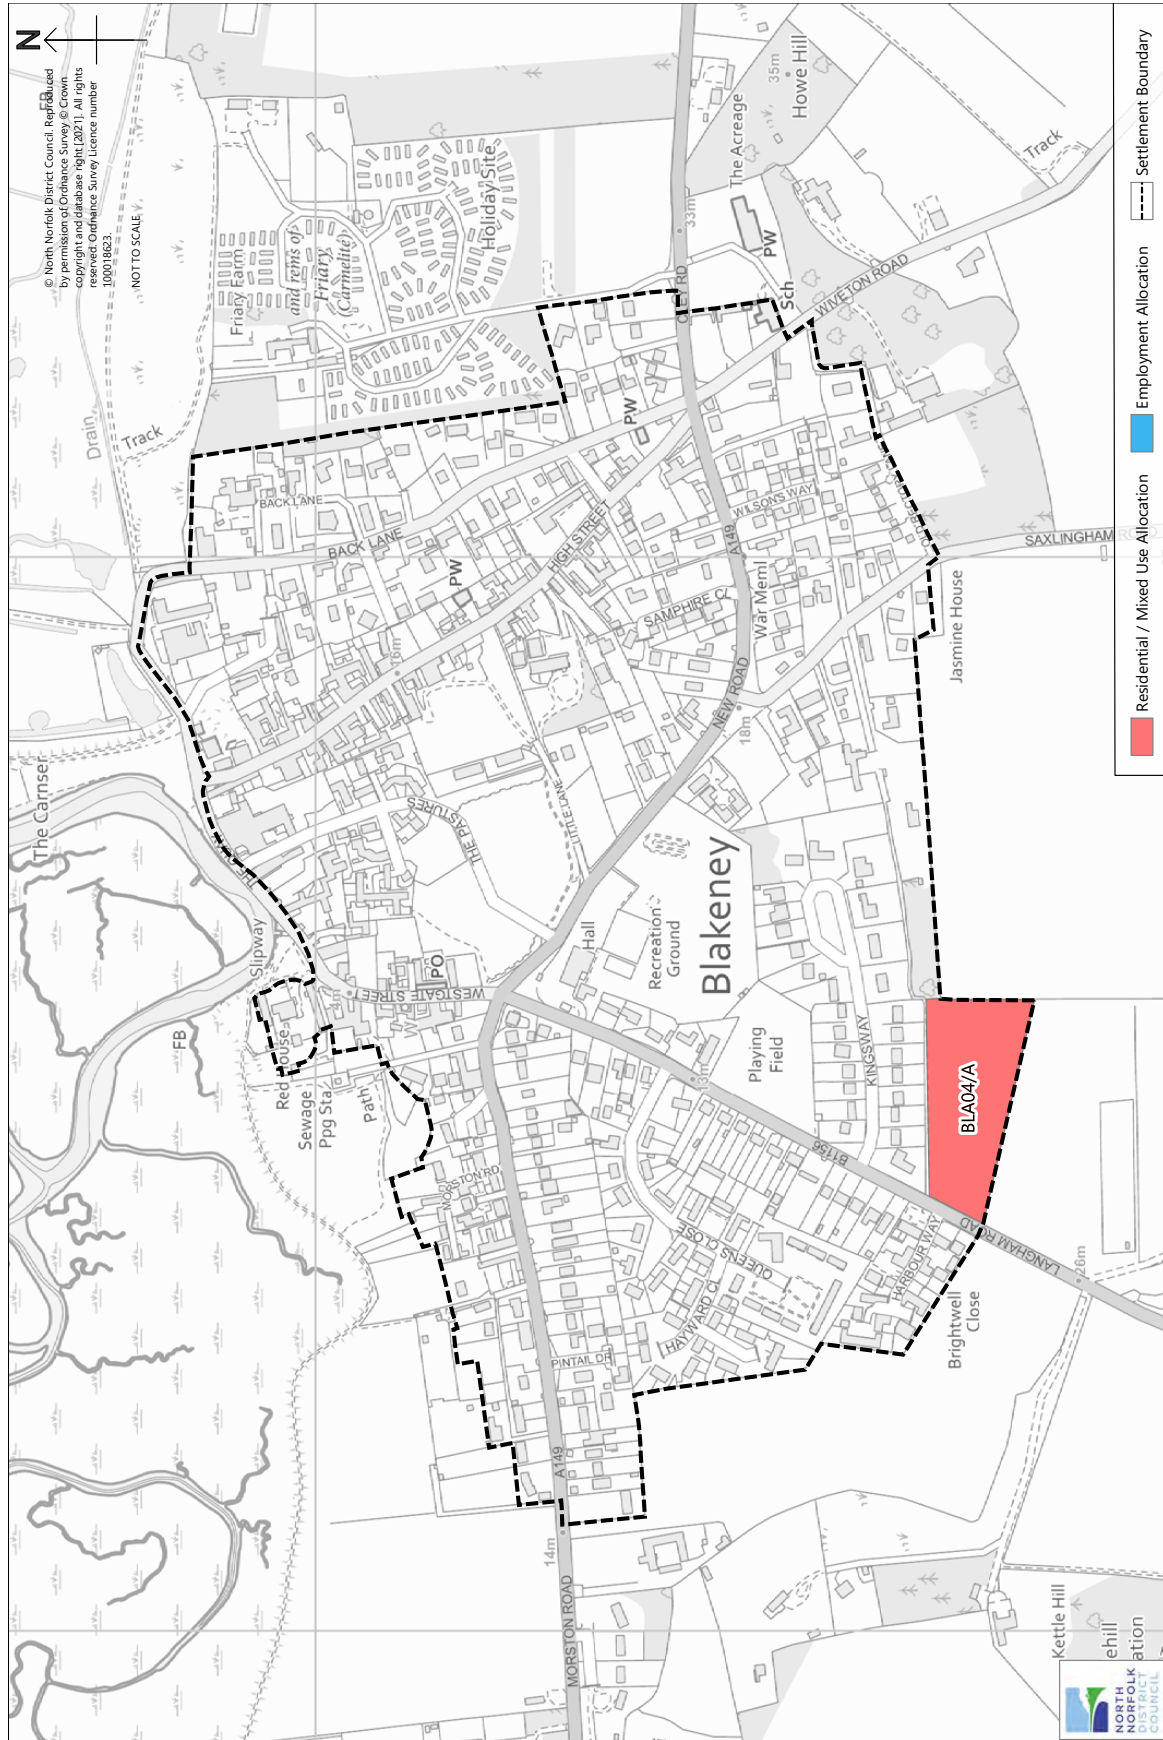 N
© North Norfolk District Council. Reproduced
by permission of Ordnance Survey © Crown
copyright and database right [2021]. All rights
reserved. Ordnance Survey Licence number
100018623.
NOT TO SCALE
The Carnser
Drain
Track
Friary Farm
and rems of
Friary
(Carmelite)
Holiday Site
FB
Slipway
Red House
Sewage
Ppg Sta
Path
BACK LANE
BACK LANE
PW
HIGH STREET
16m
THE PASTURES
LITTLE LANE
PO
WESTGATE STREET
MORSTON RD
PINTAIL DR
A149
14m
MORSTON ROAD
Hall
Recreation
Ground
Blakeney
Playing
Field
13m
B1156
KINGSWAY
QUEENS CLOSE
HAYWARD CL
HARBOUR WAY
Brightwell
Close
LANGHAM ROAD
26m
BLA04/A
NEW ROAD
18m
War Meml
A149
SAMPHIRE CL
WILSONS WAY
PW
CLEY RD
33m
The Acreage
35m
Howe Hill
PW
Sch
WIVETON ROAD
Track
SAXLINGHAM ROAD
Jasmine House
Kettle Hill
ehill
ation
Residential / Mixed Use Allocation
Employment Allocation
Settlement Boundary
NORTH
NORFOLK
DISTRICT
COUNCIL